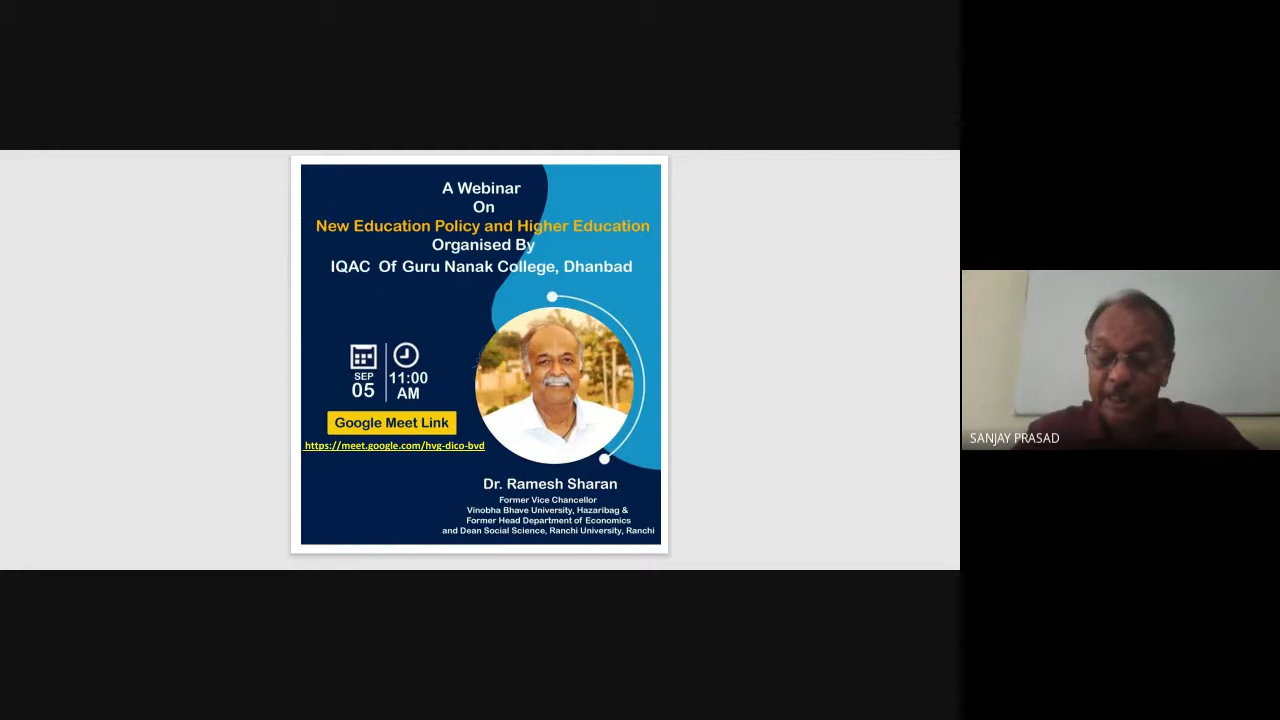 A Webinar
On
New Education Policy and Higher Education
Organised By
IQAC Of Guru Nanak College, Dhanbad
SEP
05
11:00
AM
Google Meet Link
https://meet.google.com/hvg-dico-bvd
Dr. Ramesh Sharan
Former Vice Chancellor
Vinobha Bhave University, Hazaribag &
Former Head Department of Economics
and Dean Social Science, Ranchi University, Ranchi
SANJAY PRASAD